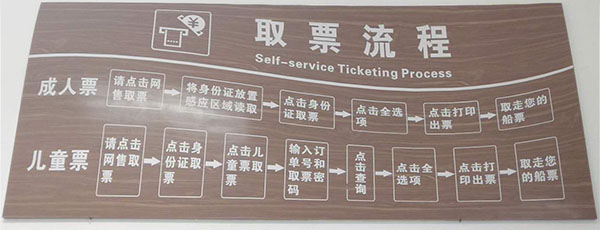 取票流程
Self-service Ticketing Process
成人票
请点击网
售取票
将身份证放置
感应区域读取
点击身份
证取票
点击全选
项
点击打印
出票
取走您的
船票
儿童票
请点击
网售取
票
点击身
份证取
票
点击儿
童票取
票
输入订
单号和
取票密
码
点
击
查
询
点击全
选项
点击打
印出票
取走您
的船票